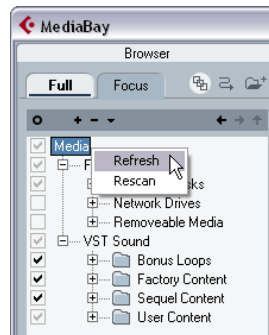 MediaBay
Browser
Full Focus
Media
Refresh
Rescan
Network Drives
Removeable Media
VST Sound
Bonus Loops
Factory Content
Sequel Content
User Content